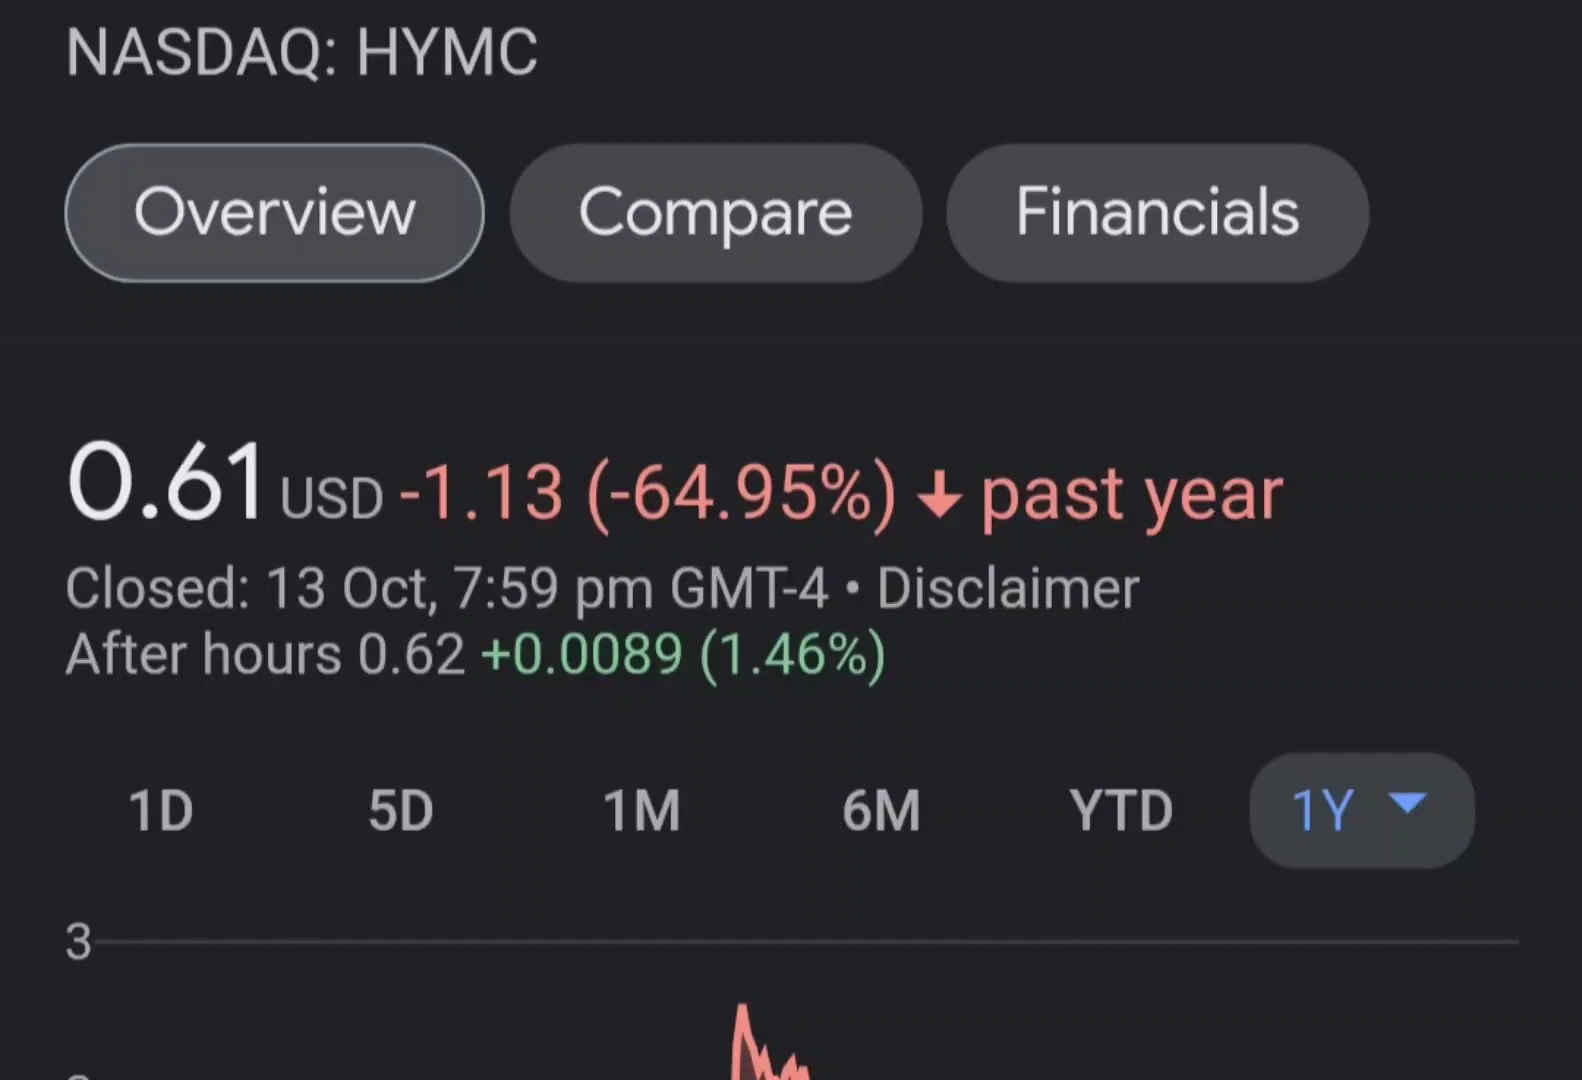 NASDAQ: HYMC
Overview Compare Financials
0.61 USD -1.13 (-64.95%) ↓ past year
Closed: 13 Oct, 7:59 pm GMT-4 • Disclaimer
After hours 0.62 +0.0089 (1.46%)
1D 5D 1M 6M YTD 1Y
3